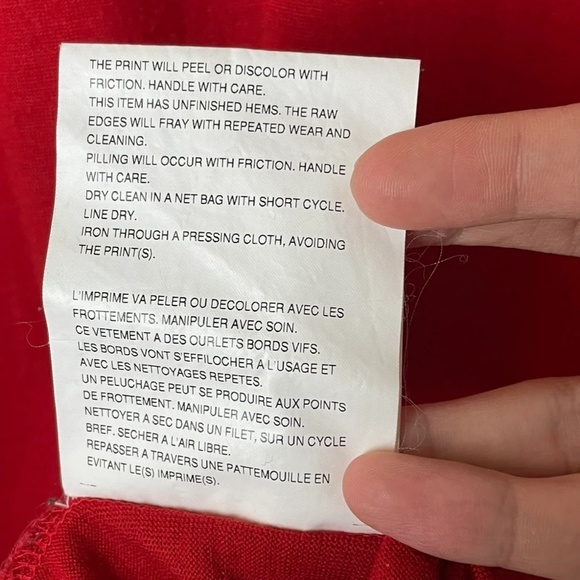 THE PRINT WILL PEEL OR DISCOLOR WITH
FRICTION. HANDLE WITH CARE.
THIS ITEM HAS UNFINISHED HEMS. THE RAW
EDGES WILL FRAY WITH REPEATED WEAR AND
CLEANING.
PILLING WILL OCCUR WITH FRICTION. HANDLE
WITH CARE.
DRY CLEAN IN A NET BAG WITH SHORT CYCLE.
LINE DRY.
IRON THROUGH A PRESSING CLOTH, AVOIDING
THE PRINT(S).
L'IMPRIME VA PELER OU DECOLORER AVEC LES
FROTTEMENTS. MANIPULER AVEC SOIN.
CE VETEMENT A DES OURLETS BORDS VIFS.
LES BORDS VONT S'EFFILOCHER A L'USAGE ET
AVEC LES NETTOYAGES REPETES.
UN PELUCHAGE PEUT SE PRODUIRE AUX POINTS
DE FROTTEMENT. MANIPULER AVEC SOIN.
NETTOYER A SEC DANS UN FILET, SUR UN CYCLE
BREF. SECHER A L'AIR LIBRE.
REPASSER A TRAVERS UNE PATTEMOUILLE EN
EVITANT LE(S) IMPRIME(S).